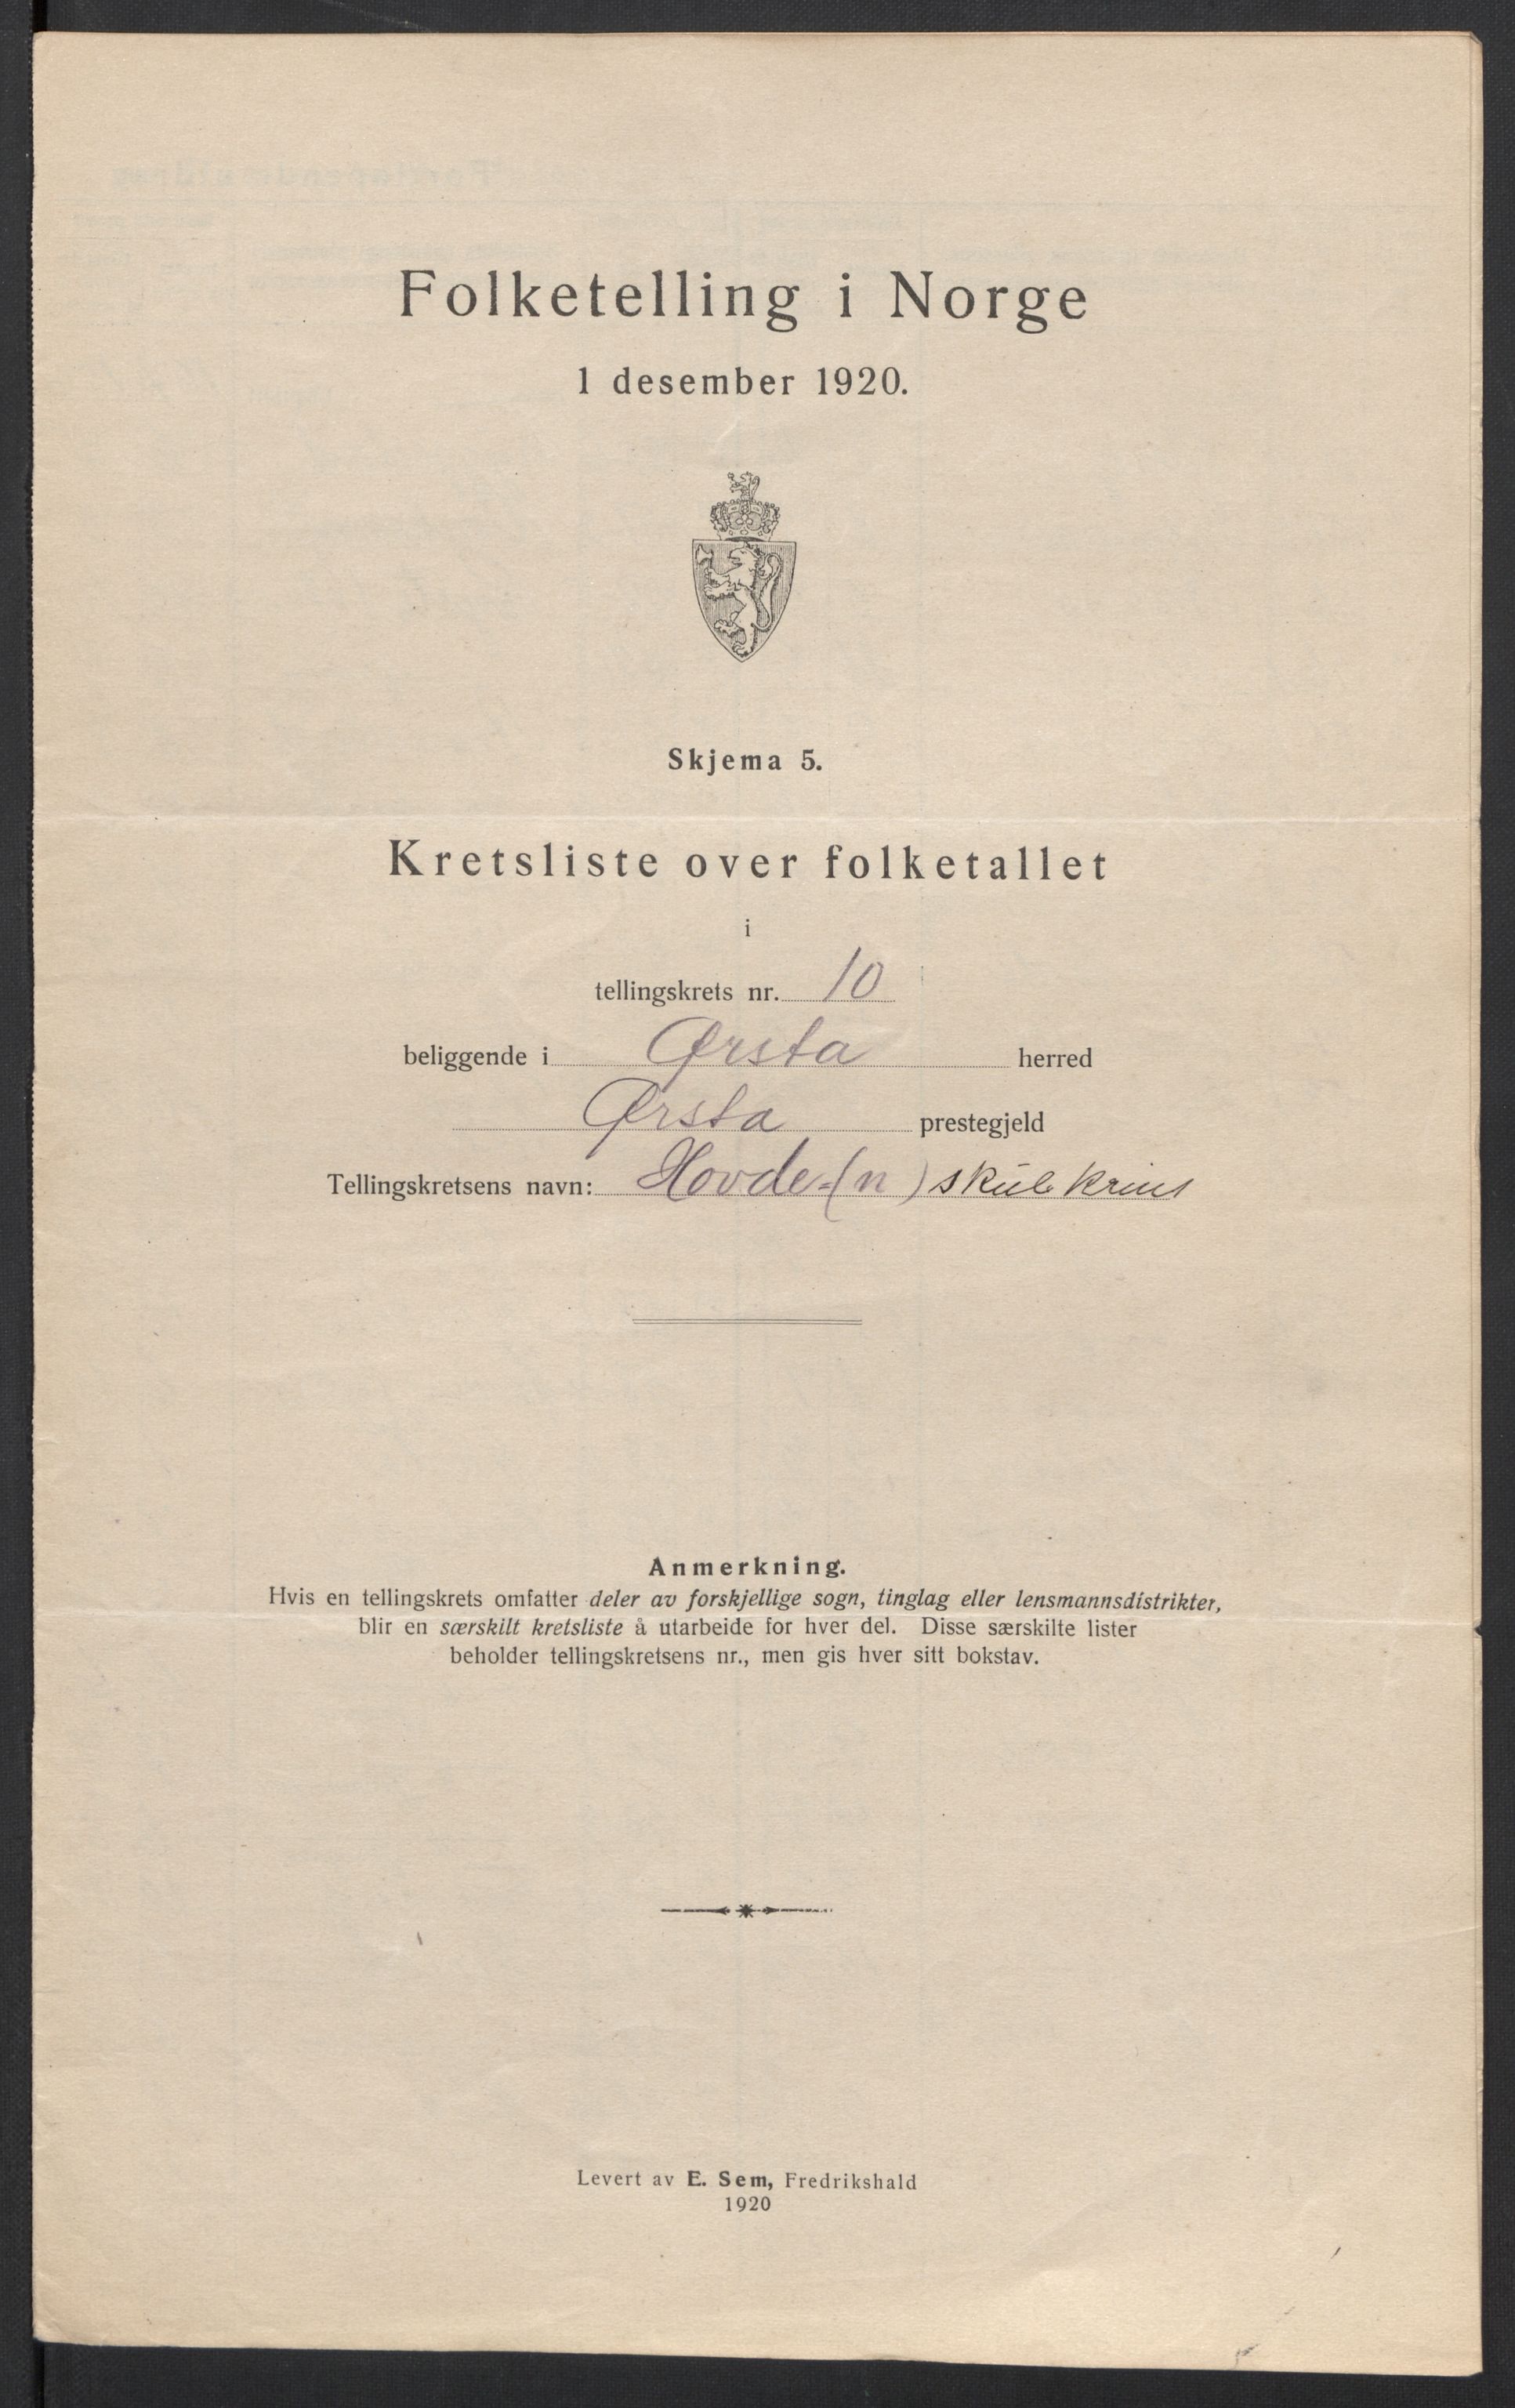 Folketelling i Norge
1 desember 1920.
Skjema 5.
Kretsliste over folketallet
i
tellingskrets nr. 10
beliggende i Ørsta herred
Ørsta prestegjeld
Tellingskretsens navn: Hovde-(n) skule krins
Anmerkning.
Hvis en tellingskrets omfatter deler av forskjellige sogn, tinglag eller lensmannsdistrikter,
blir en særskilt kretsliste å utarbeide for hver del. Disse særskilte lister
beholder tellingskretsens nr., men gis hver sitt bokstav.
Levert av E. Sem, Fredrikshald
1920